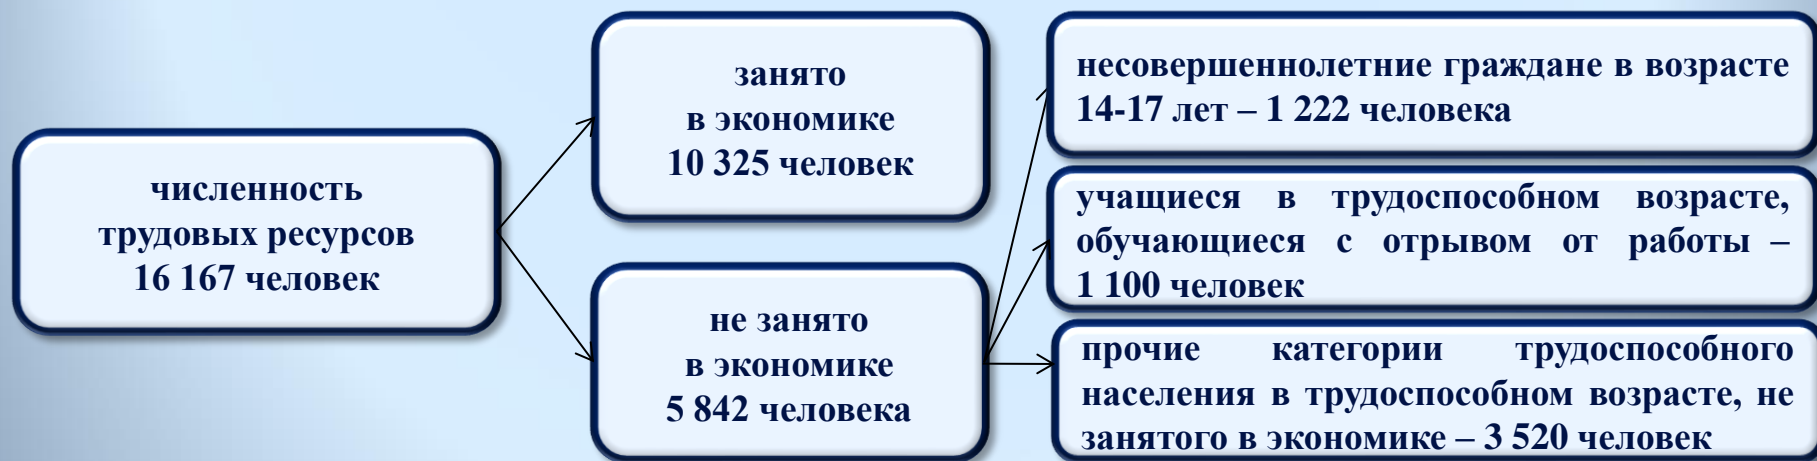 численность
трудовых ресурсов
16 167 человек
занято
в экономике
10 325 человек
не занято
в экономике
5 842 человека
несовершеннолетние граждане в возрасте
14-17 лет – 1 222 человека
учащиеся в трудоспособном возрасте,
обучающиеся с отрывом от работы –
1 100 человек
прочие категории трудоспособного
населения в трудоспособном возрасте, не
занятого в экономике – 3 520 человек